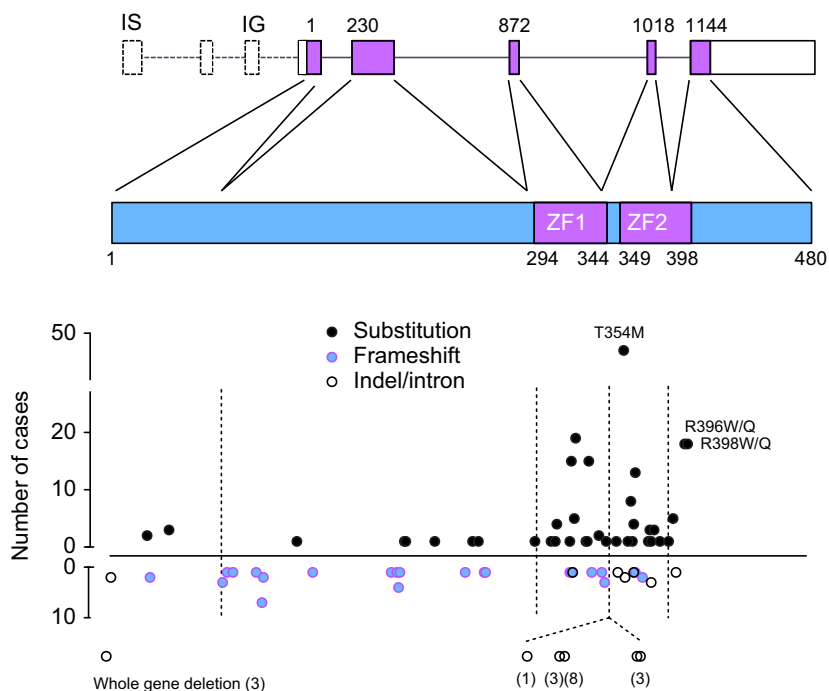 IS IG 1 230 872 1018 1144
ZF1 ZF2
1 294 344 349 398 480
50
Substitution
T354M
Frameshift
Indel/intron
Number of cases
20
R396W/Q
R398W/Q
10
0
0
10
(1) (3)(8) (3)
Whole gene deletion (3)